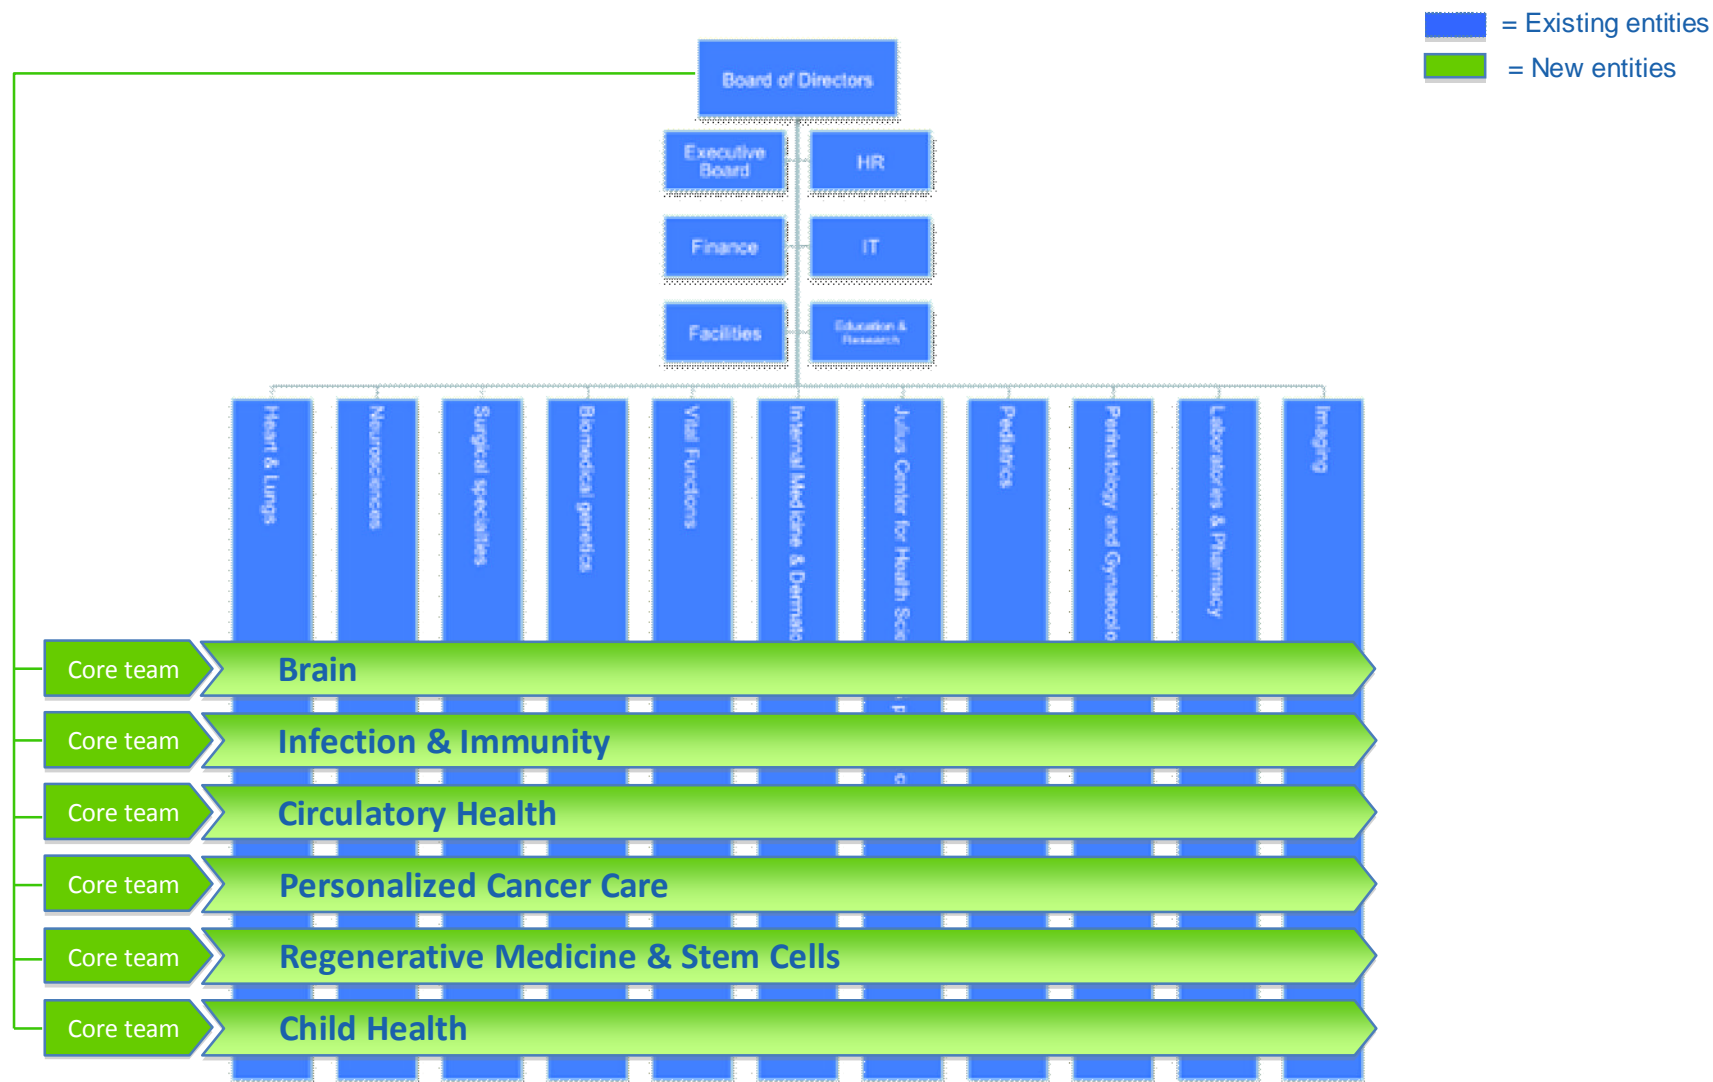 = Existing entities
= New entities
Board of Directors
Executive
Board
HR
Finance
IT
Facilities
Education &
Research
Heart & Lungs
Neurosciences
Surgical specialties
Biomedical genetics
Vital Functions
Internal Medicine &
Julius Center for Health
Pediatrics
Perinatology and
Laboratories & Pharmacy
Imaging
Core team
Brain
Core team
Infection & Immunity
Core team
Circulatory Health
Core team
Personalized Cancer Care
Core team
Regenerative Medicine & Stem Cells
Core team
Child Health